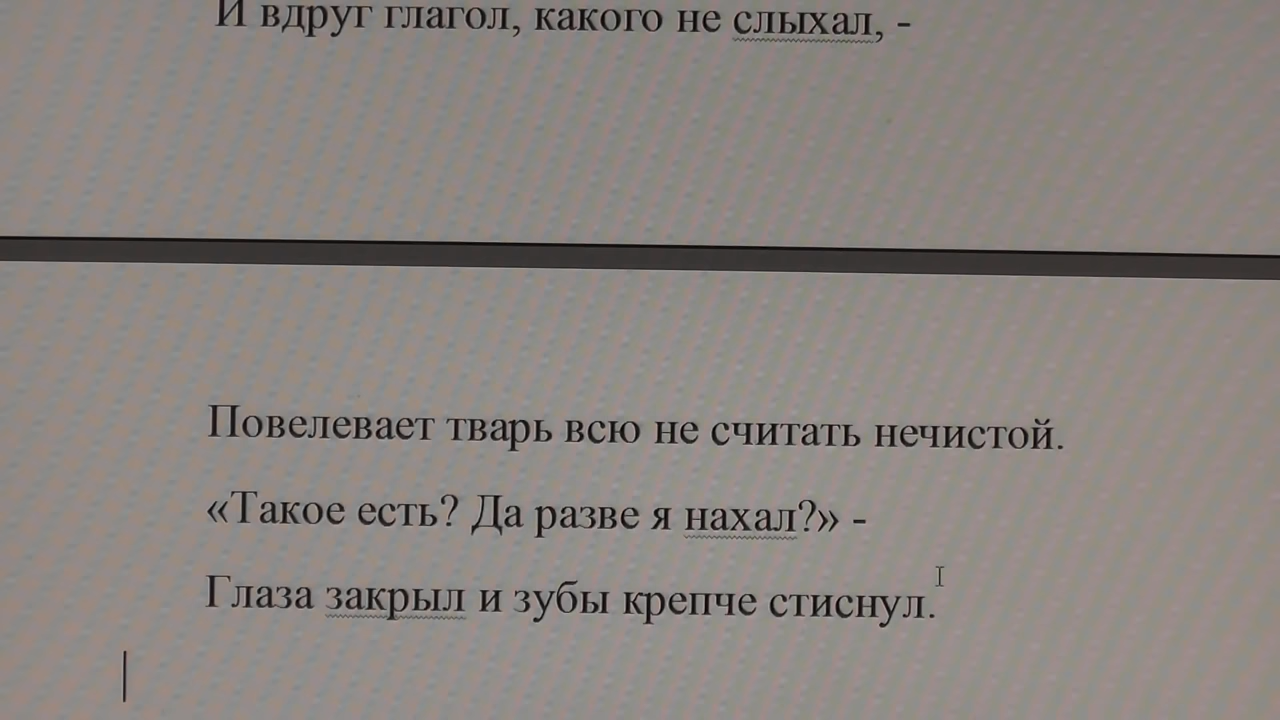 И вдруг глагол, какого не слыхал, -
Повелевает тварь всю не считать нечистой.
«Такое есть? Да разве я нахал?» -
Глаза закрыл и зубы крепче стиснул.